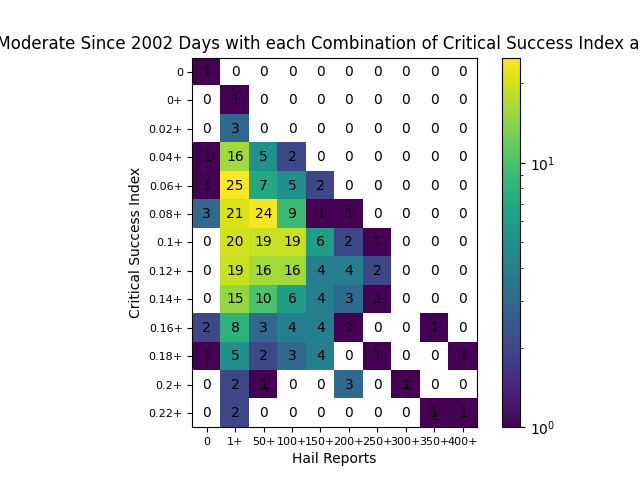 Moderate Since 2002 Days with each Combination of Critical Success Index a
0 1 0 0 0 0 0 0 0 0 0
0+ 0 1 0 0 0 0 0 0 0 0
0.02+ 0 3 0 0 0 0 0 0 0 0
0.04+ 1 16 5 2 0 0 0 0 0 0
0.06+ 1 25 7 5 2 0 0 0 0 0
0.08+ 3 21 24 9 1 1 0 0 0 0
0.1+ 0 20 19 19 6 2 1 0 0 0
0.12+ 0 19 16 16 4 4 2 0 0 0
0.14+ 0 15 10 6 4 3 1 0 0 0
0.16+ 2 8 3 4 4 1 0 0 1 0
0.18+ 1 5 2 3 4 0 1 0 0 1
0.2+ 0 2 1 0 0 3 0 1 0 0
0.22+ 0 2 0 0 0 0 0 0 1 1
0 1+ 50+ 100+ 150+ 200+ 250+ 300+ 350+ 400+
Hail Reports
Critical Success Index
10¹
10⁰